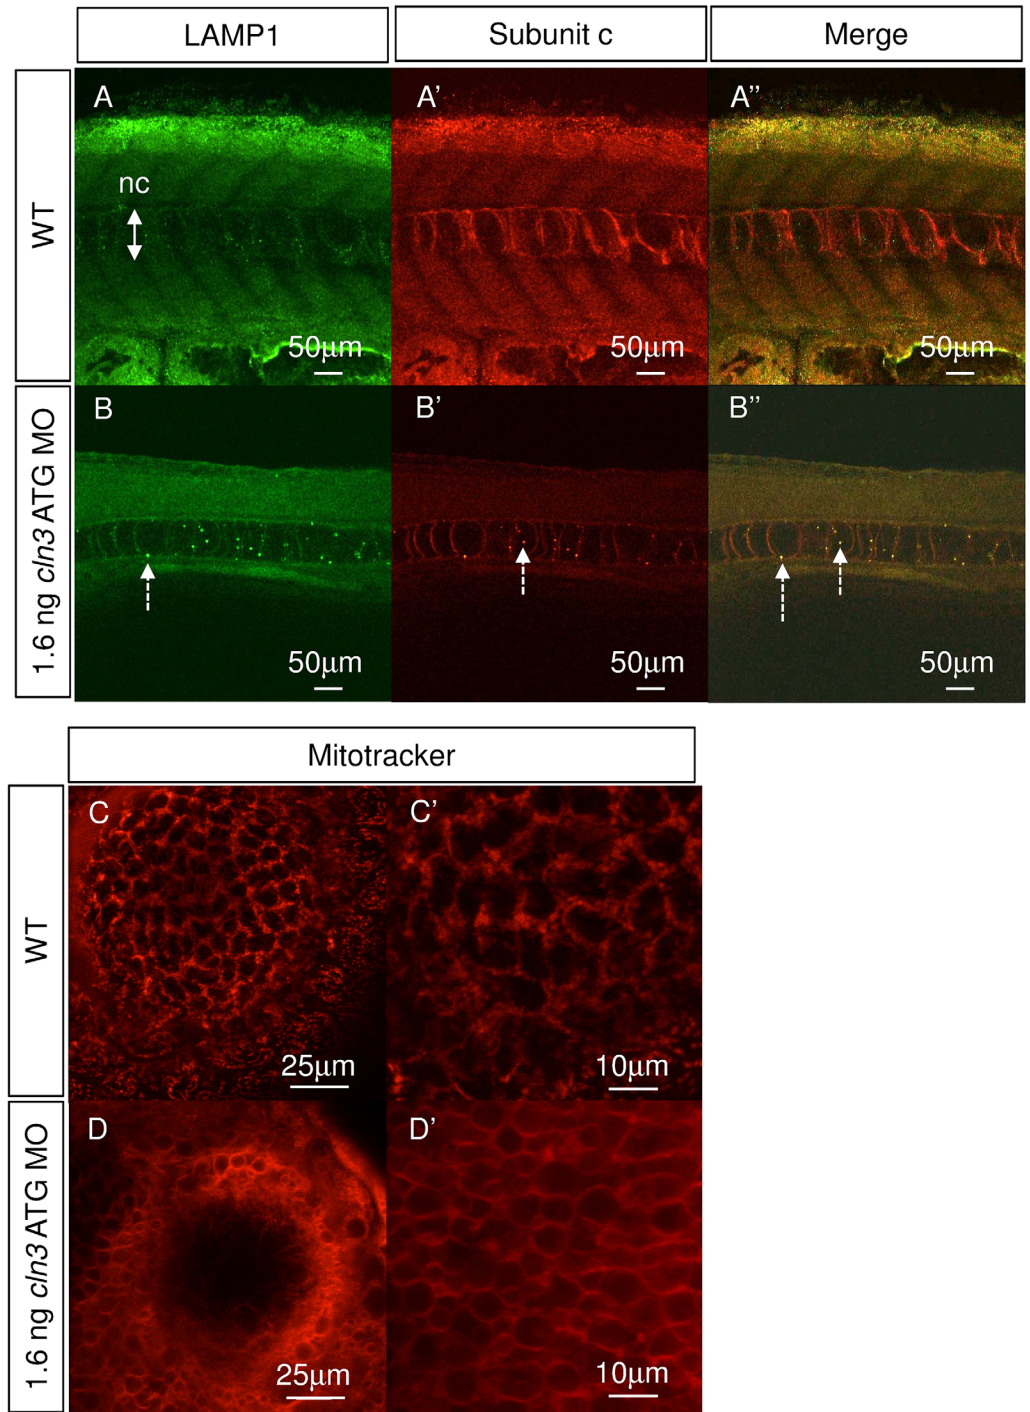 LAMP1 Subunit c Merge
WT
A A' A''
nc
50μm 50μm 50μm
1.6 ng cln3 ATG MO
B B' B''
50μm 50μm 50μm
Mitotracker
WT
C C'
25μm 10μm
1.6 ng cln3 ATG MO
D D'
25μm 10μm